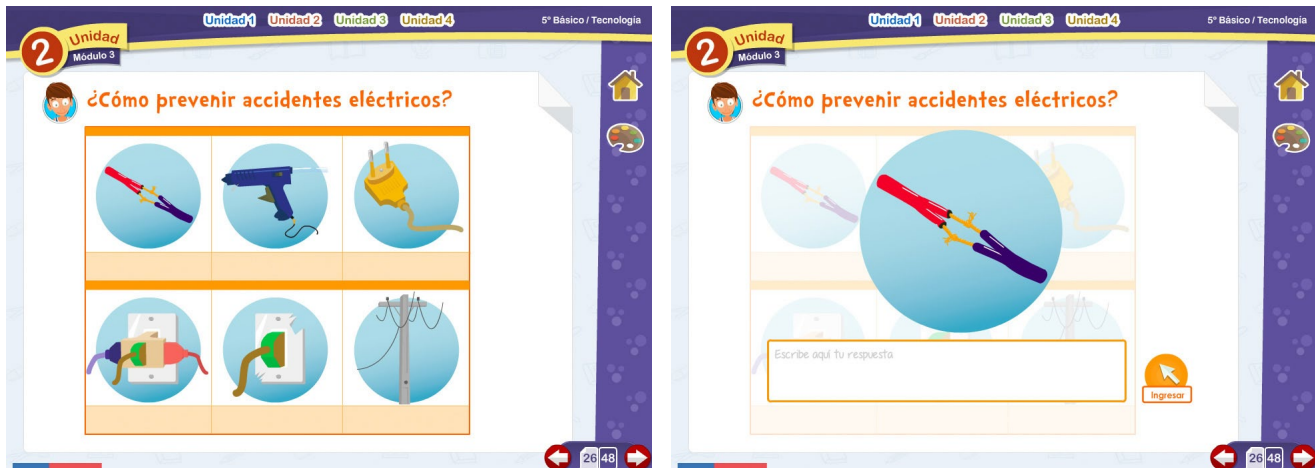 Unidad 1 Unidad 2 Unidad 3 Unidad 4
5º Básico / Tecnología
2 Unidad
Módulo 3
¿Cómo prevenir accidentes eléctricos?
26 48
Unidad 1 Unidad 2 Unidad 3 Unidad 4
5º Básico / Tecnología
2 Unidad
Módulo 3
¿Cómo prevenir accidentes eléctricos?
Escribe aquí tu respuesta.
Ingresar
26 48